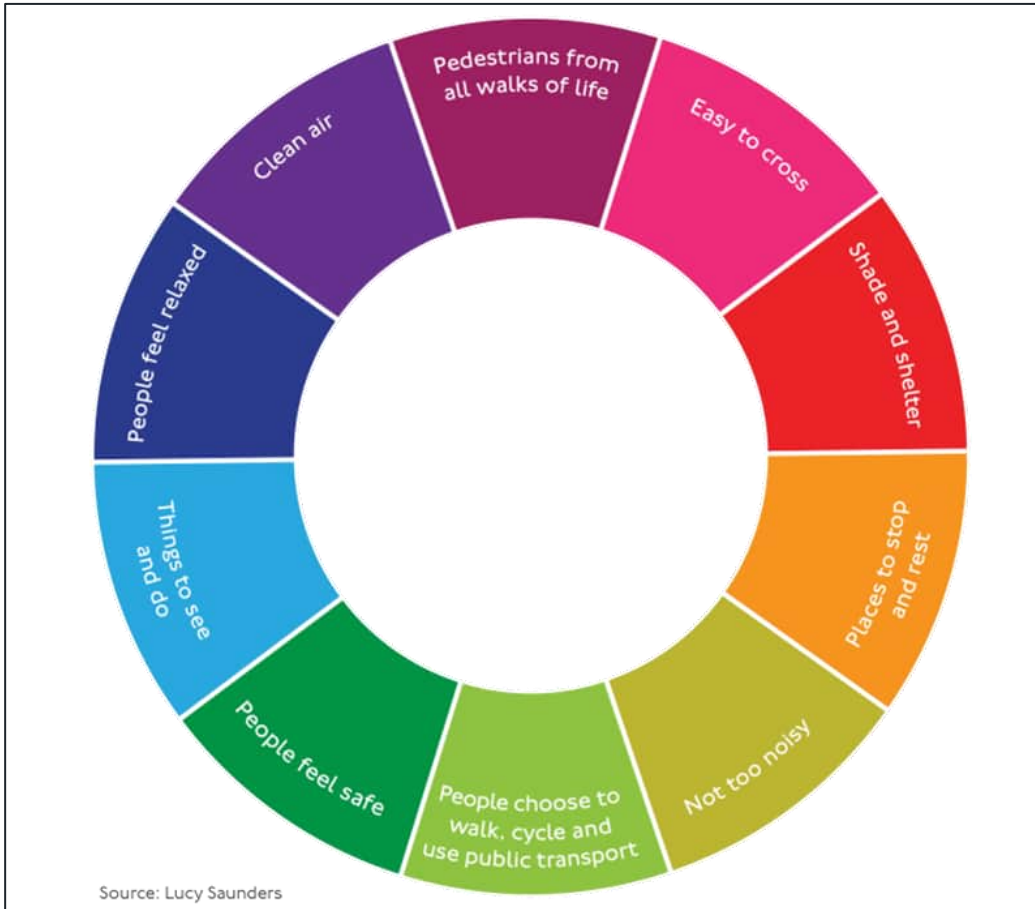 Pedestrians from
all walks of life
Easy to cross
Shade and shelter
Places to stop
and rest
Not too noisy
People choose to
walk, cycle and
use public transport
People feel safe
Things to see
and do
People feel relaxed
Clean air
Source: Lucy Saunders